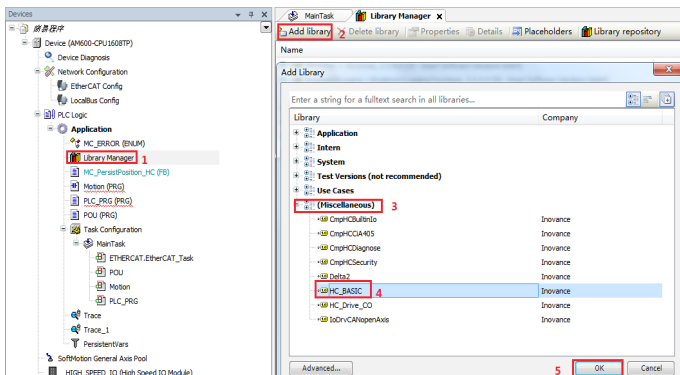 Devices
簡易程序
Device (AM600-CPU1608TP)
Device Diagnosis
Network Configuration
EtherCAT Config
LocalBus Config
PLC Logic
Application
MC_ERROR (ENUM)
Library Manager 1
MC_PersistPosition_HC (FB)
Motion (PRG)
PLC_PRG (PRG)
POU (PRG)
Task Configuration
MainTask
ETHERCAT.EtherCAT_Task
POU
Motion
PLC_PRG
Trace
Trace_1
PersistentVars
SoftMotion General Axis Pool
HIGH_SPEED_IO (High Speed IO Module)
MainTask Library Manager x
Add library 2 Delete library Properties Details Placeholders Library repository
Name
Add Library
Enter a string for a fulltext search in all libraries...
Library Company
Application
Intern
System
Test Versions (not recommended)
Use Cases
(Miscellaneous) 3
CmpHCBuiltinIo Inovance
CmpHCCiA405 Inovance
CmpHCDiagnose Inovance
CmpHCSecurity Inovance
Delta2 Inovance
HC_BASIC 4 Inovance
HC_Drive_CO Inovance
IoDrvCANopenAxis Inovance
Advanced... 5 OK Cancel